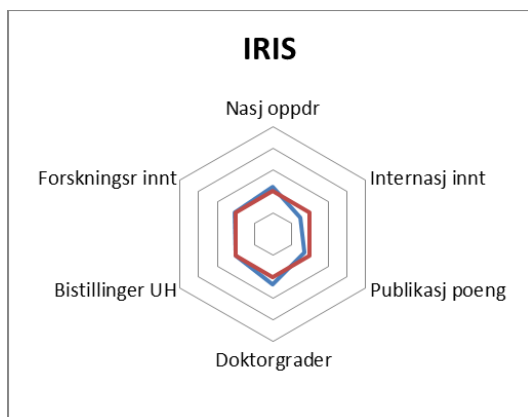 IRIS
Nasj oppdr
Forskningsr innt
Internasj innt
Bistillinger UH
Publikasj poeng
Doktorgrader